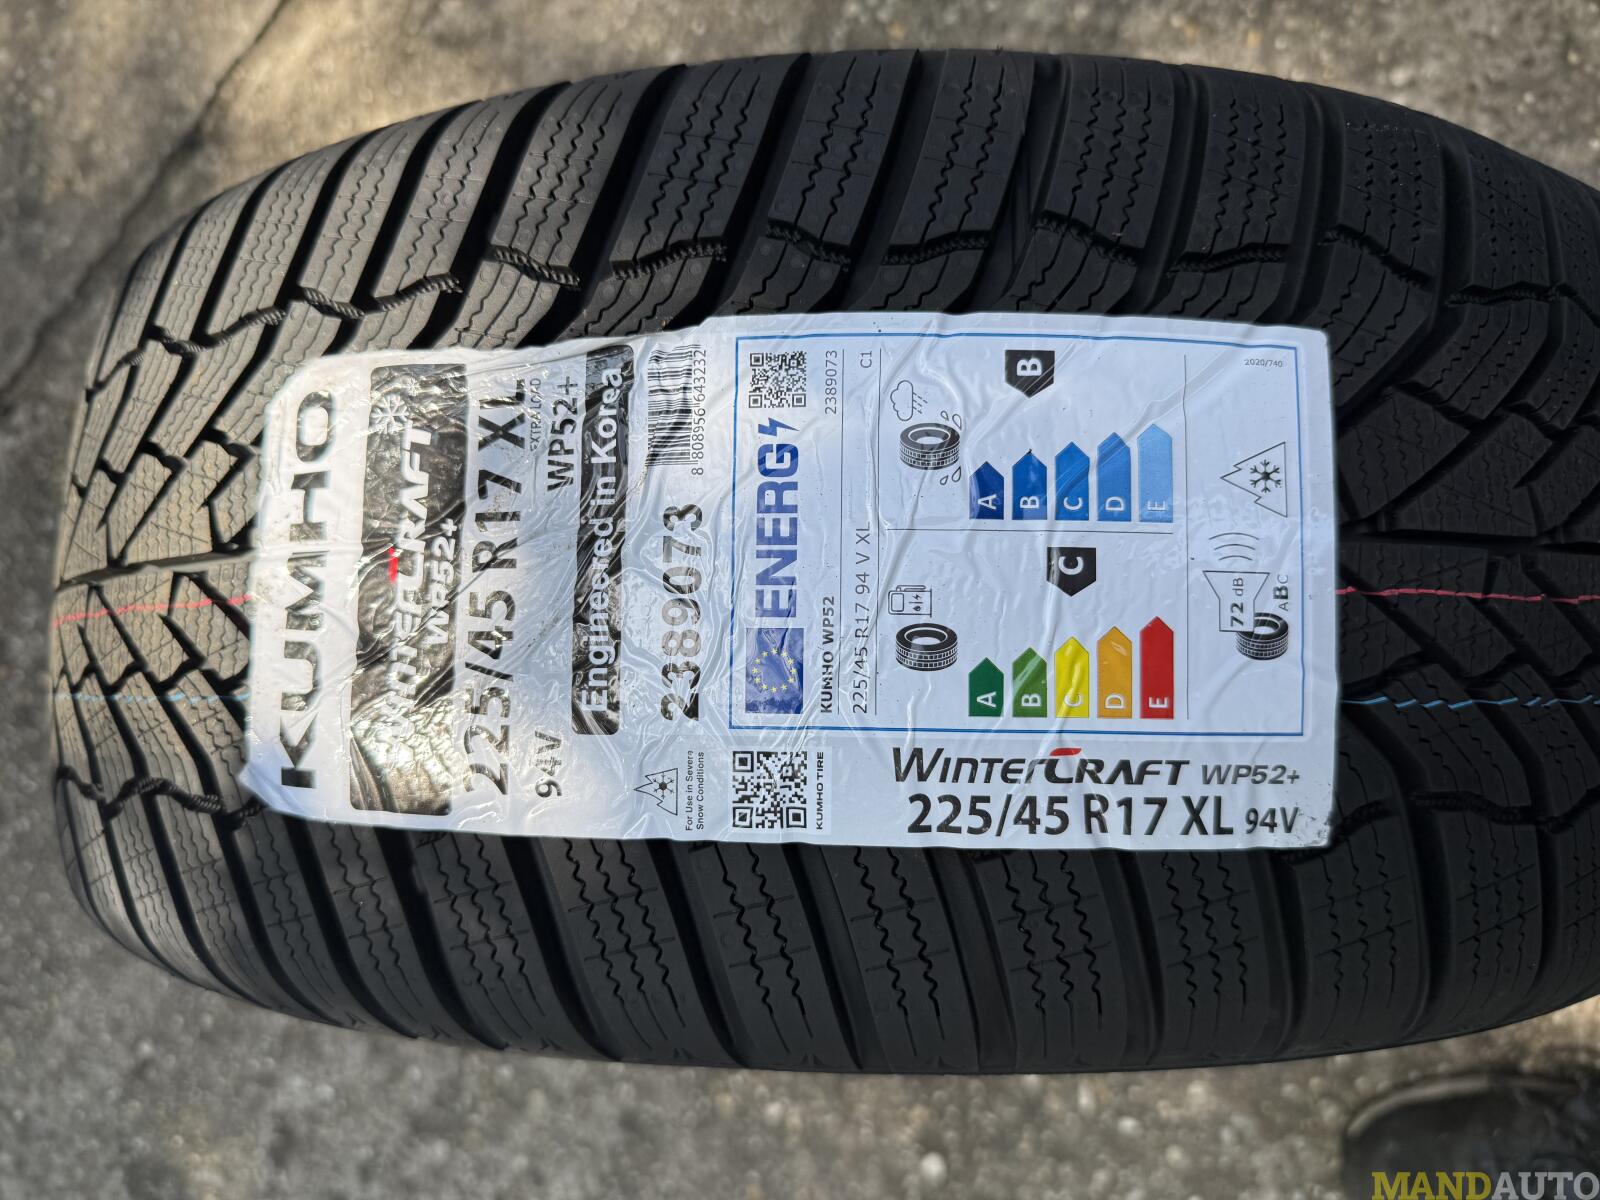 KUMHO
WINTERCRAFT
WP52+
225/45 R17 XL
EXTRA LOAD
94V
WP52+
Engineered in Korea
2389073
8 808956 643232
For Use in Severe
Snow Conditions
KUMHO TIRE
ENERG
KUMHO WP52
2389073
225/45 R17 94 V XL
C1
B
A
B
C
D
E
C
A
B
C
D
E
2020/740
72 dB
ABC
WINTERCRAFT WP52+
225/45 R17 XL 94V
MANDAUTO